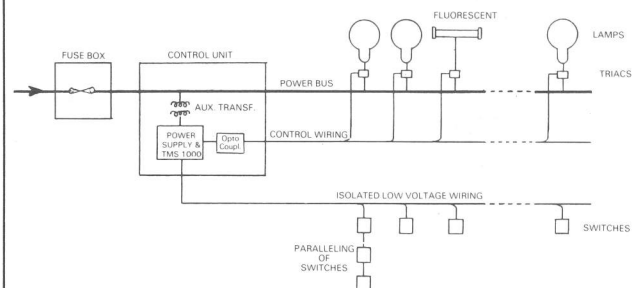 FLUORESCENT
LAMPS
FUSE BOX
CONTROL UNIT
POWER BUS
TRIACS
AUX. TRANSF.
POWER
SUPPLY &
TMS 1000
Opto
Coupl.
CONTROL WIRING
ISOLATED LOW VOLTAGE WIRING
SWITCHES
PARALLELING
OF
SWITCHES